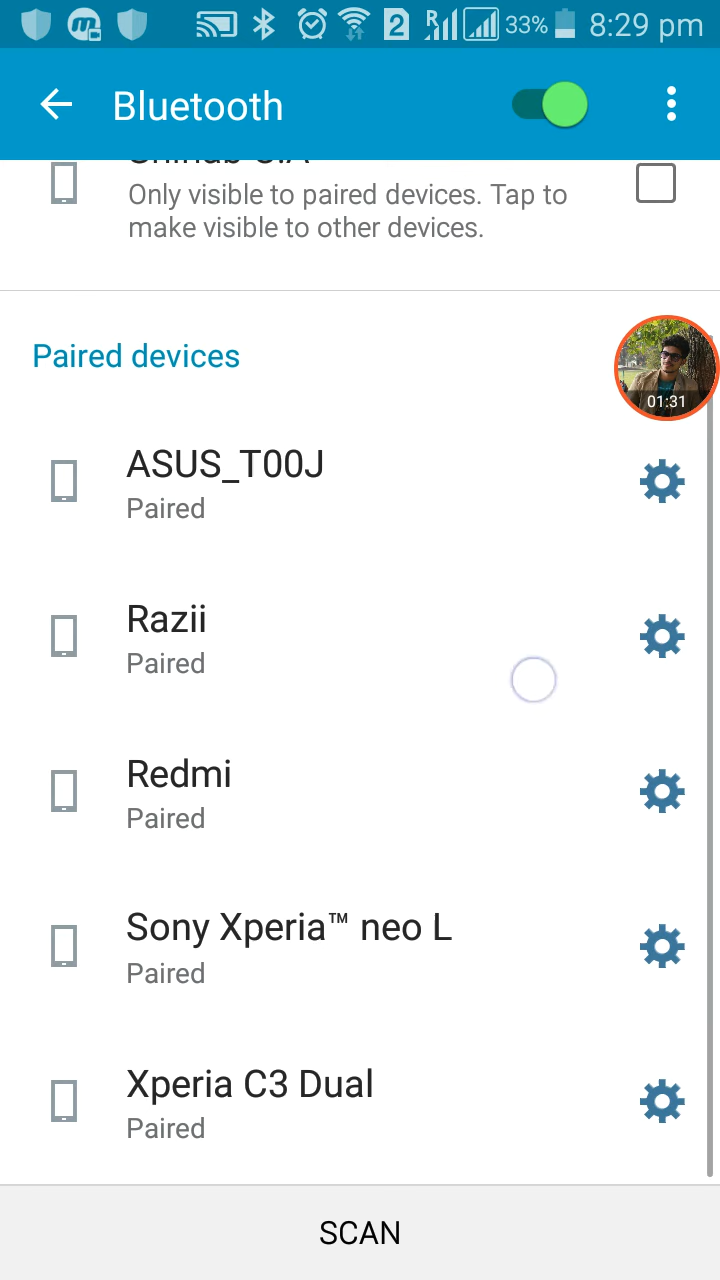 2 R 33% 8:29 pm
Bluetooth
Only visible to paired devices. Tap to
make visible to other devices.
Paired devices
01:31
ASUS_T00J
Paired
Razii
Paired
Redmi
Paired
Sony Xperia™ neo L
Paired
Xperia C3 Dual
Paired
SCAN